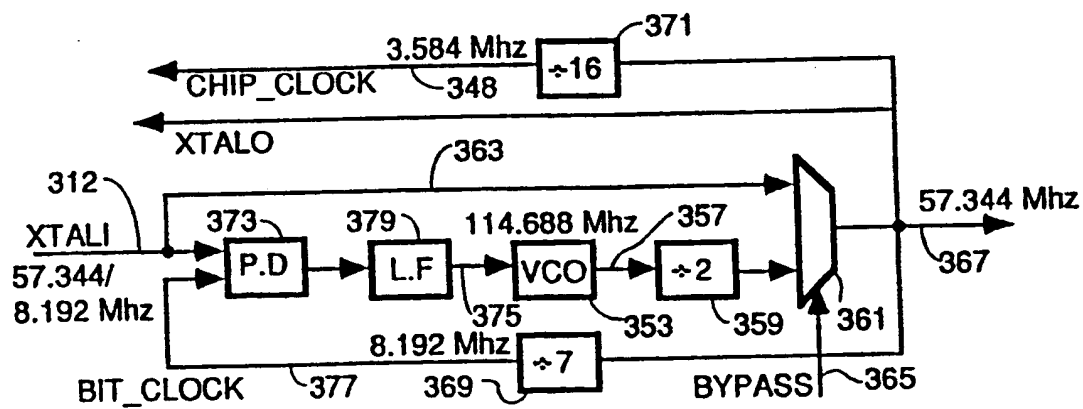 371
3.584 Mhz
÷16
CHIP_CLOCK
348
XTALO
363
312
XTALI
373
379
114.688 Mhz
357
57.344 Mhz
P.D
L.F
VCO
÷2
367
57.344/
8.192 Mhz
375
353
359
361
8.192 Mhz
÷7
BIT_CLOCK
377
369
BYPASS
365